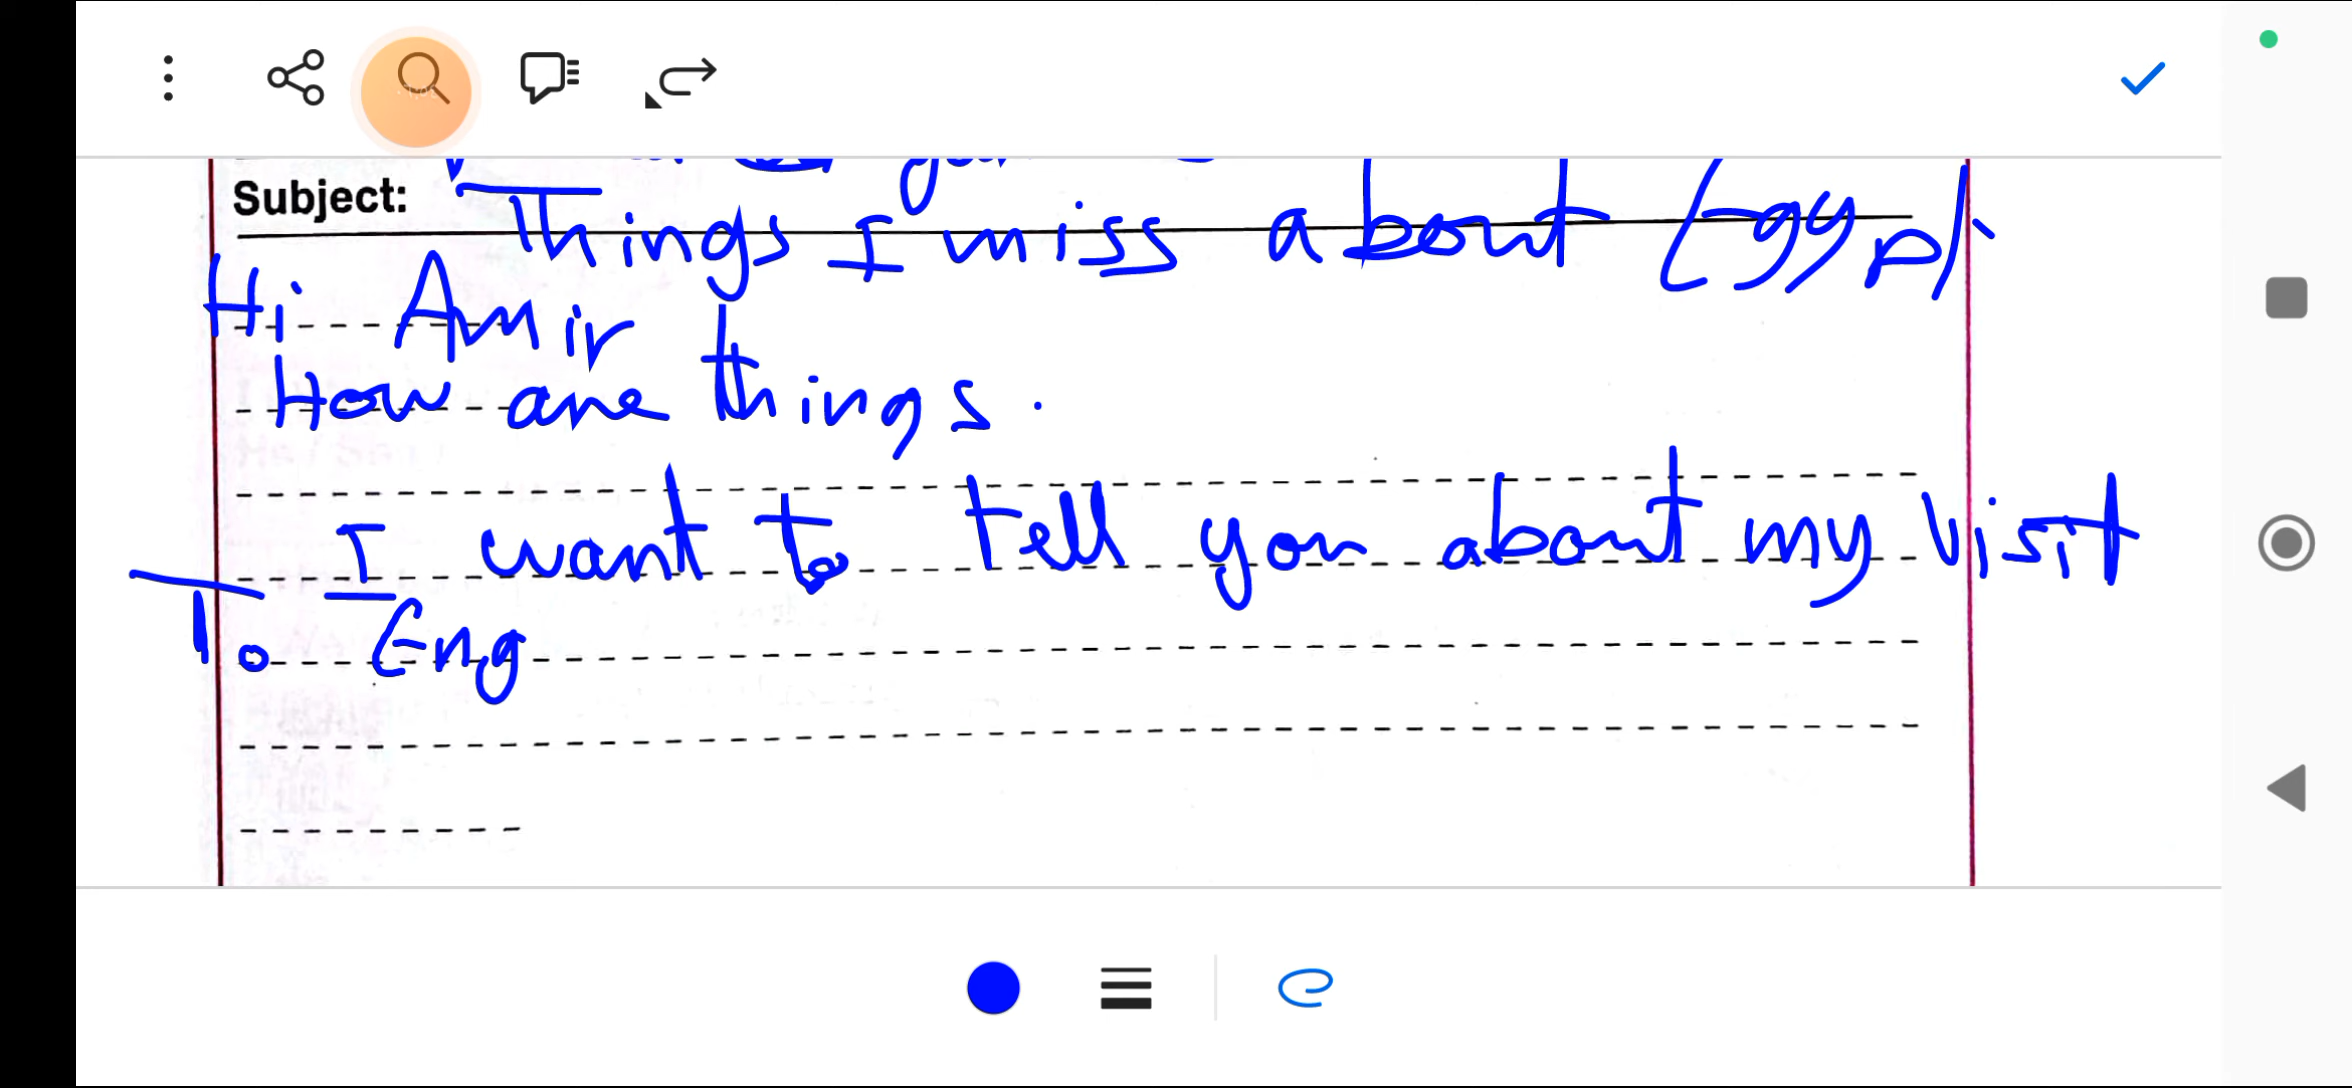 Subject: Things I miss about Egypt
Hi Amir
How are things.
I want to tell you about my visit
To Eng